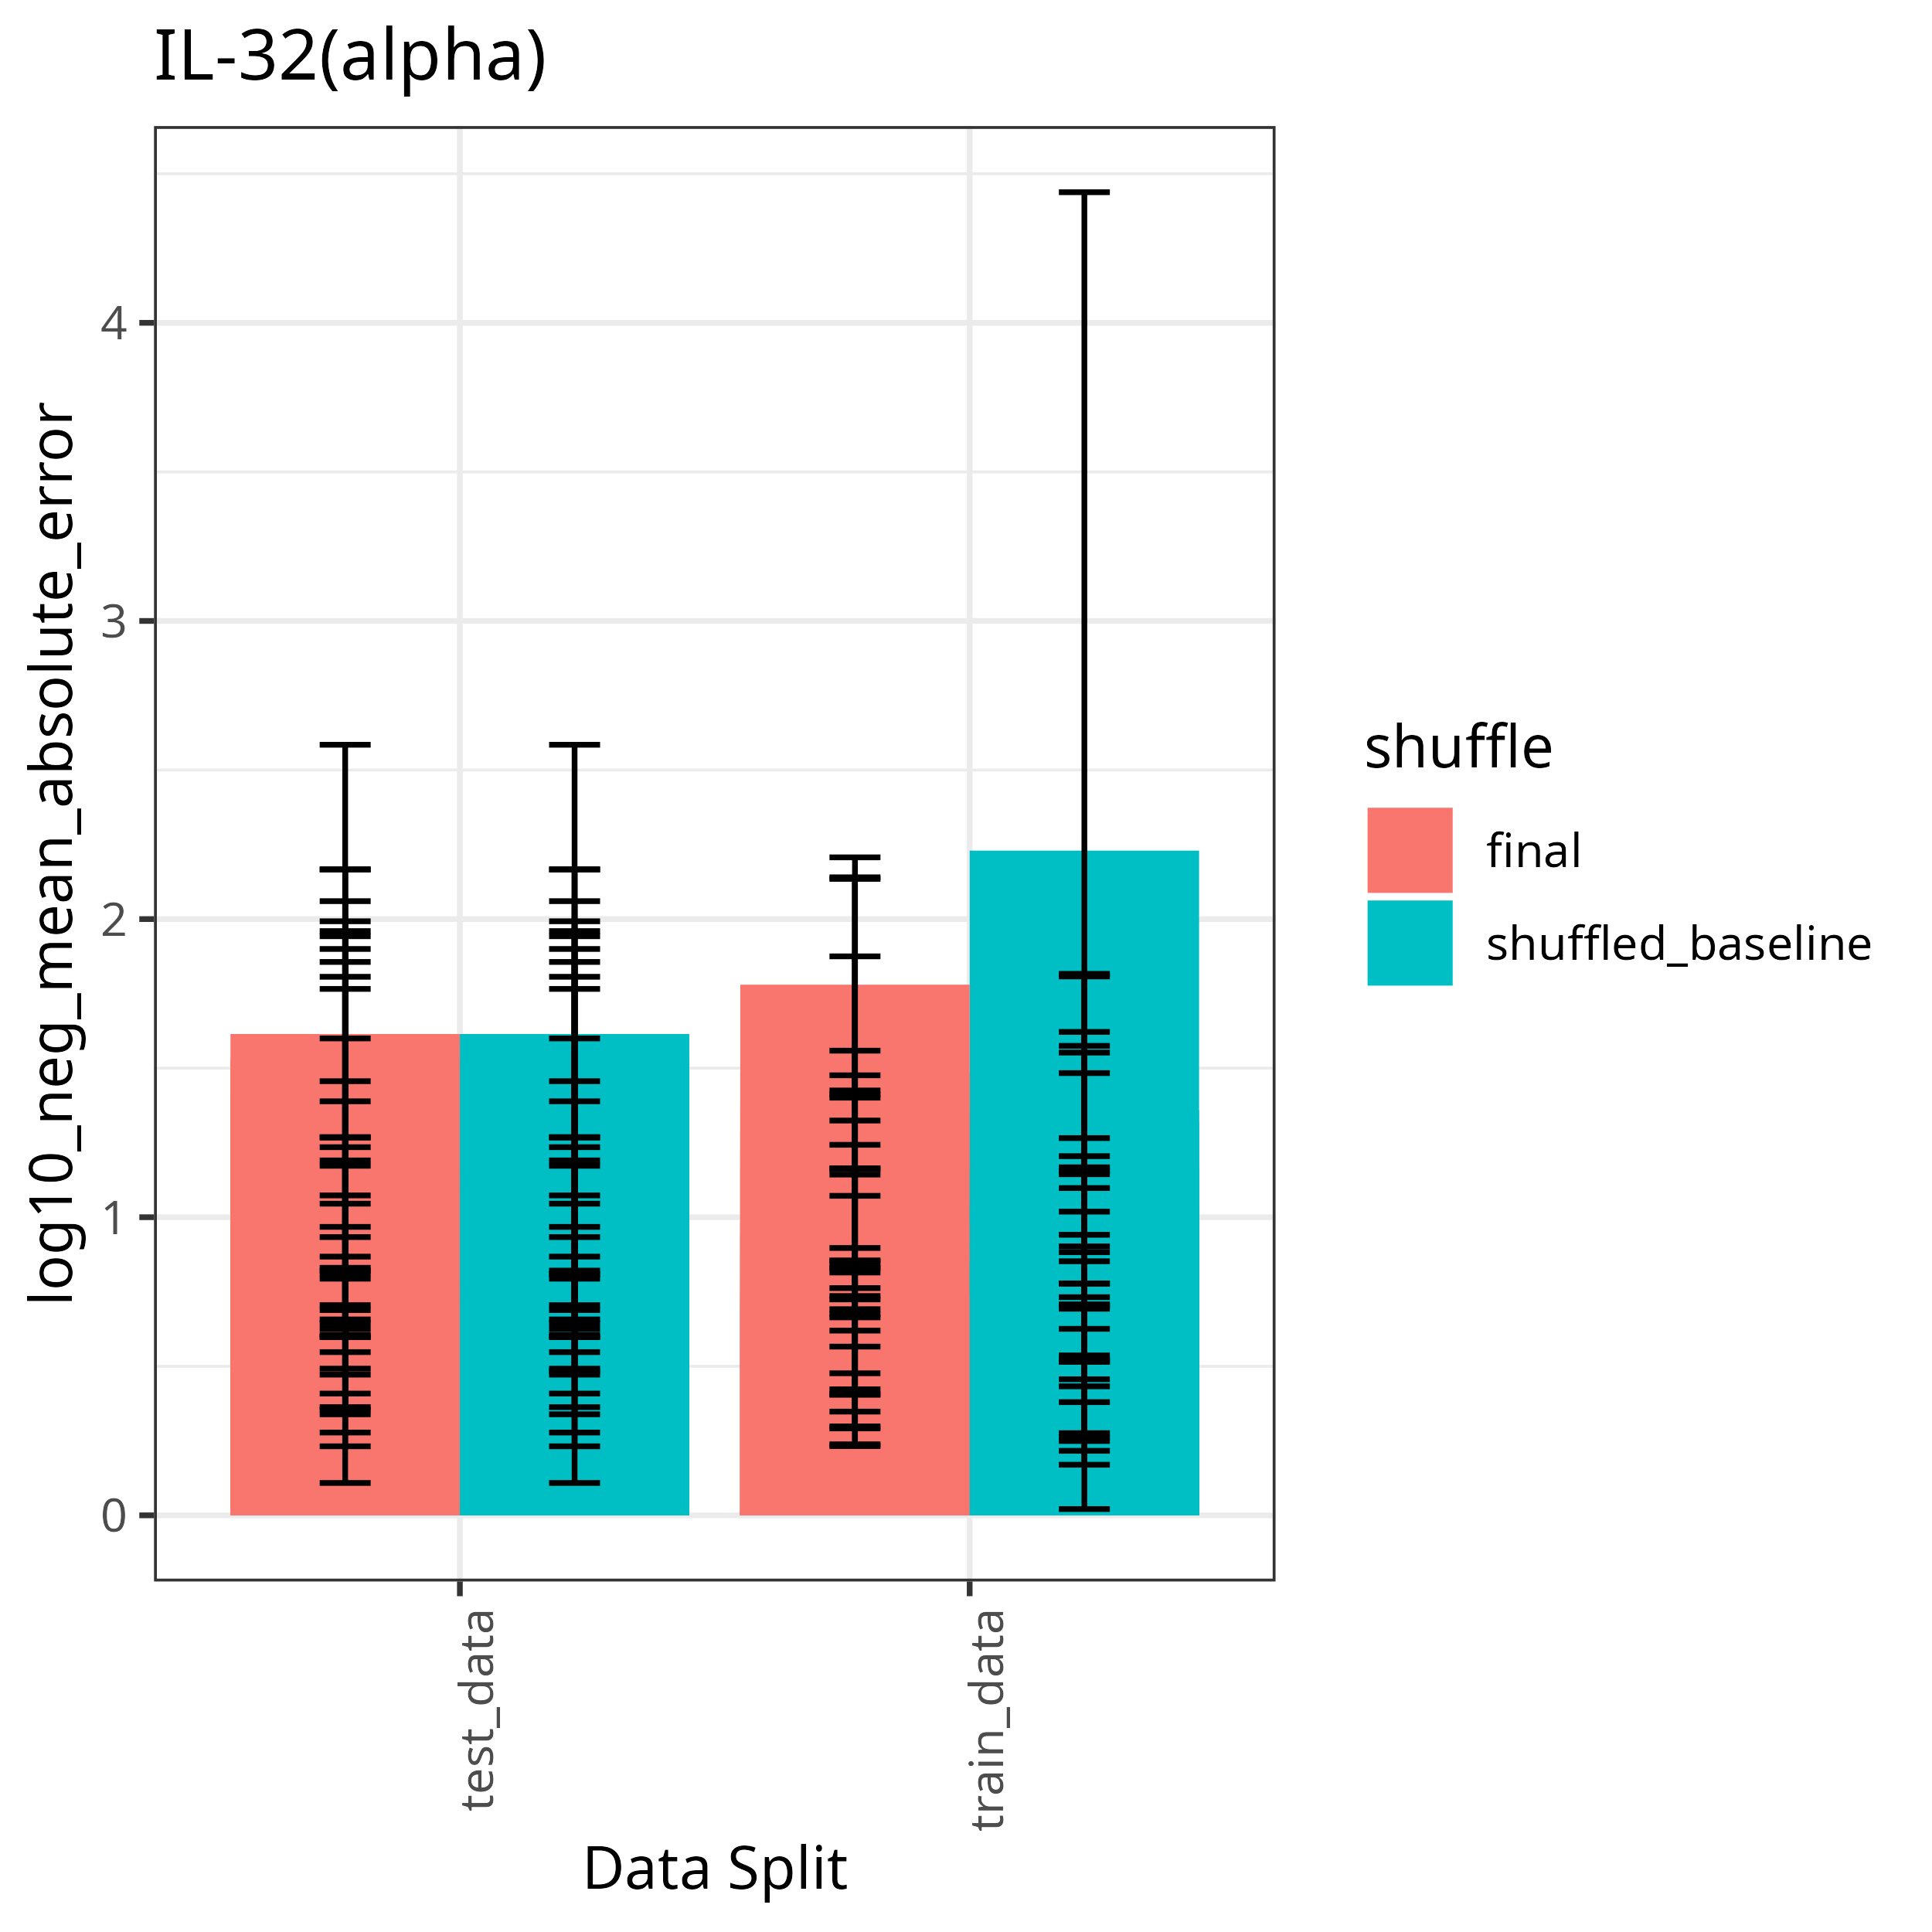 IL-32(alpha)
log10_neg_mean_absolute_error
4
3
2
1
0
test_data
train_data
Data Split
shuffle
final
shuffled_baseline